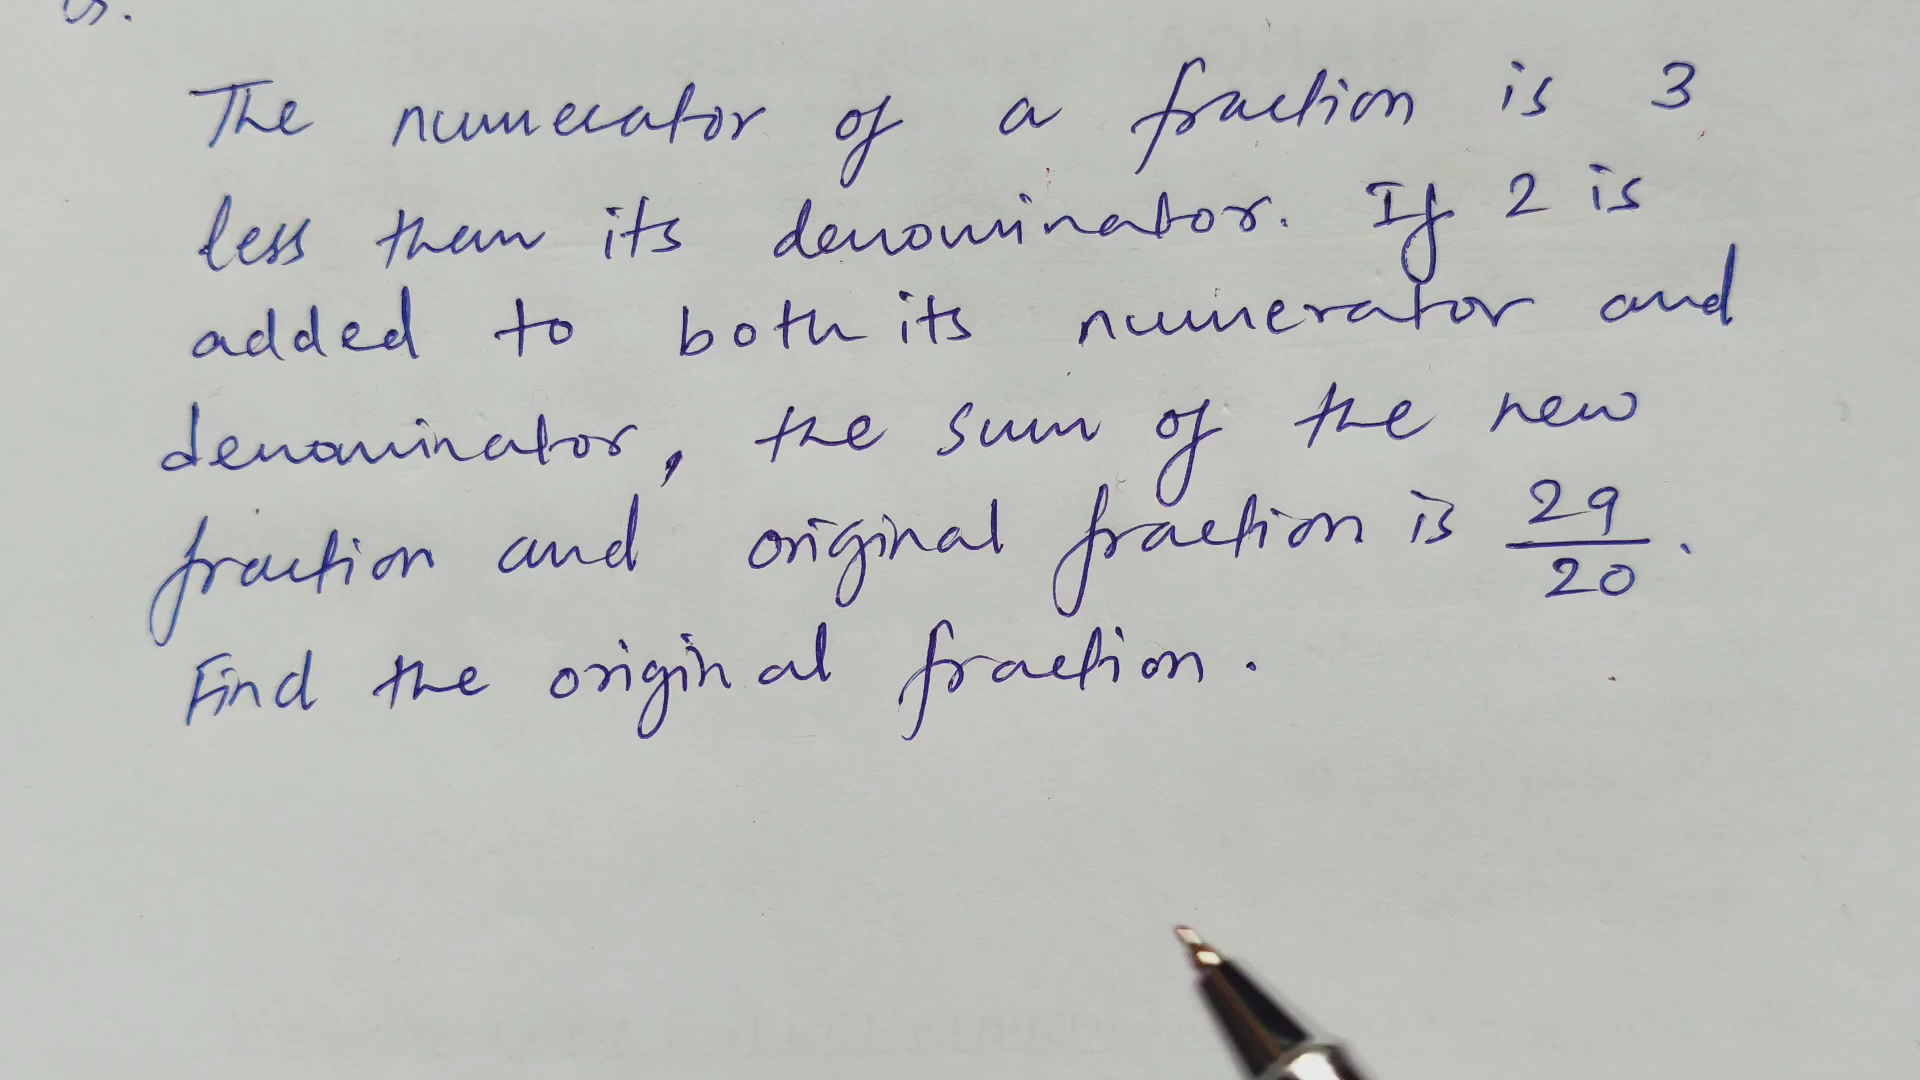 The numerator of a fraction is 3
less than its denominator. If 2 is
added to both its numerator and
denominator, the sum of the new
fraction and original fraction is 29/20.
Find the original fraction.